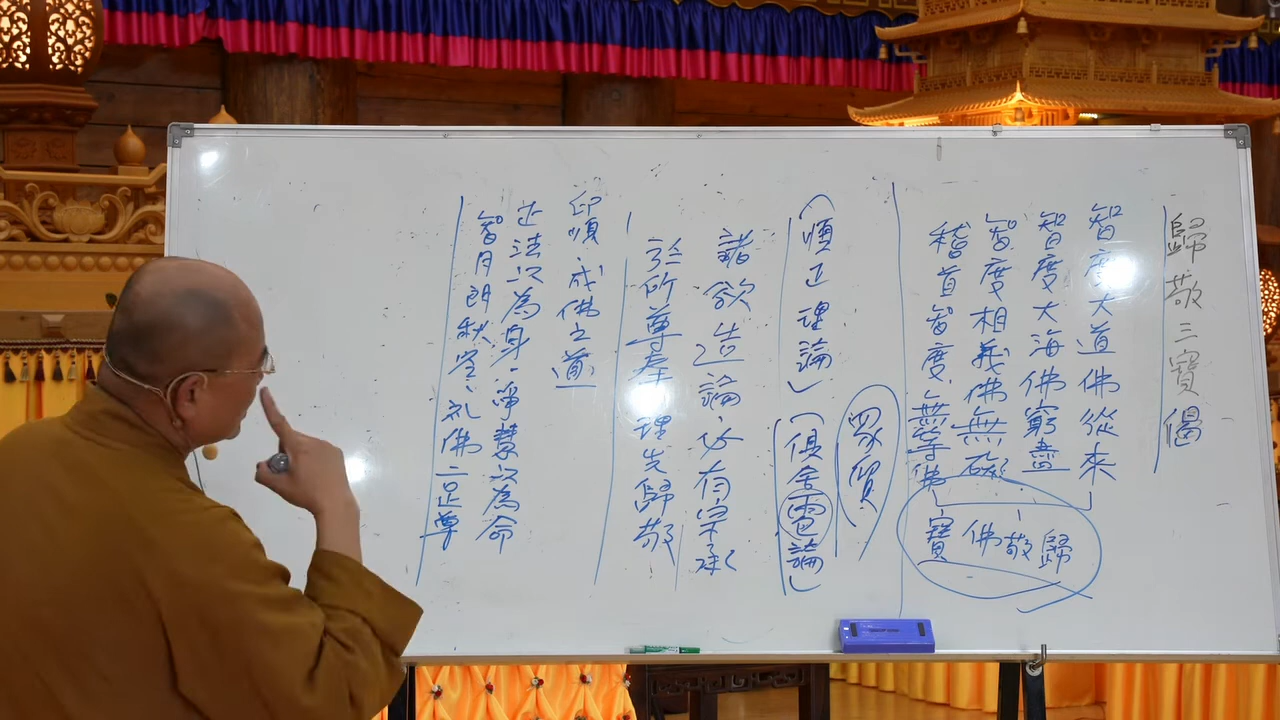 歸敬三寶偈
智度大道佛從來
智度大海佛窮盡
智度相義佛無礙
稽首智度無等佛
歸敬佛寶
眾賢
(順正理論)(俱舍雹論)
諸欲造論必有宗承
於所尊奉理先歸敬
印順.成佛之道
正法以為身.淨慧以為命
智月朗秋空、礼佛二足尊